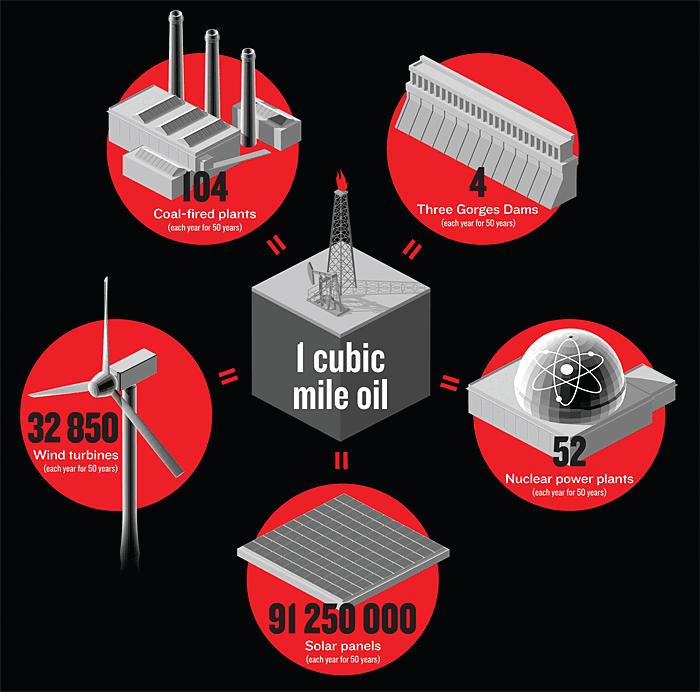 104
Coal-fired plants
(each year for 50 years)
4
Three Gorges Dams
(each year for 50 years)
1 cubic
mile oil
32 850
Wind turbines
(each year for 50 years)
52
Nuclear power plants
(each year for 50 years)
91 250 000
Solar panels
(each year for 50 years)